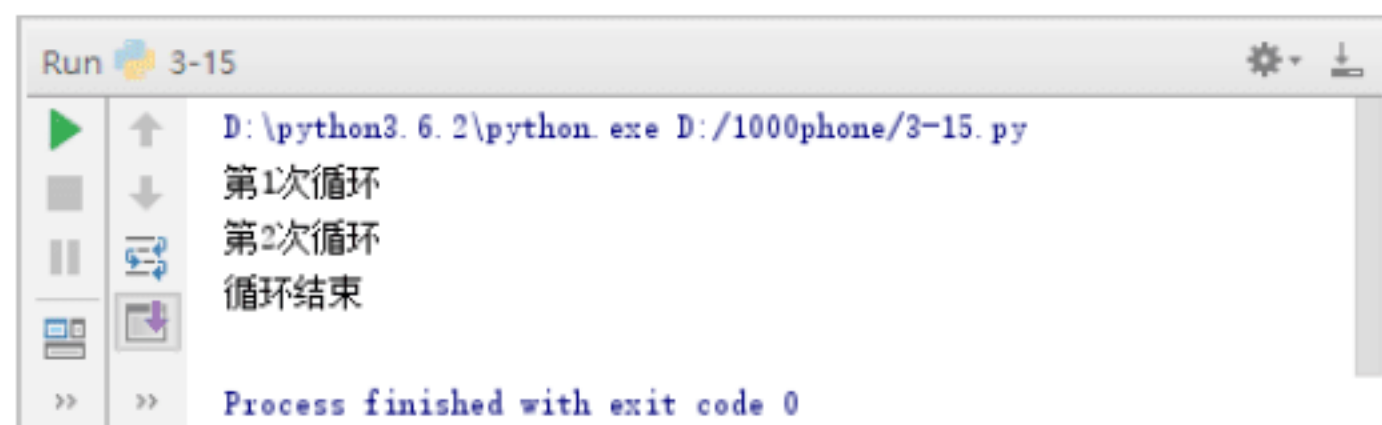 Run 3-15
D:\python3.6.2\python.exe D:/1000phone/3-15.py
第1次循环
第2次循环
循环结束
Process finished with exit code 0